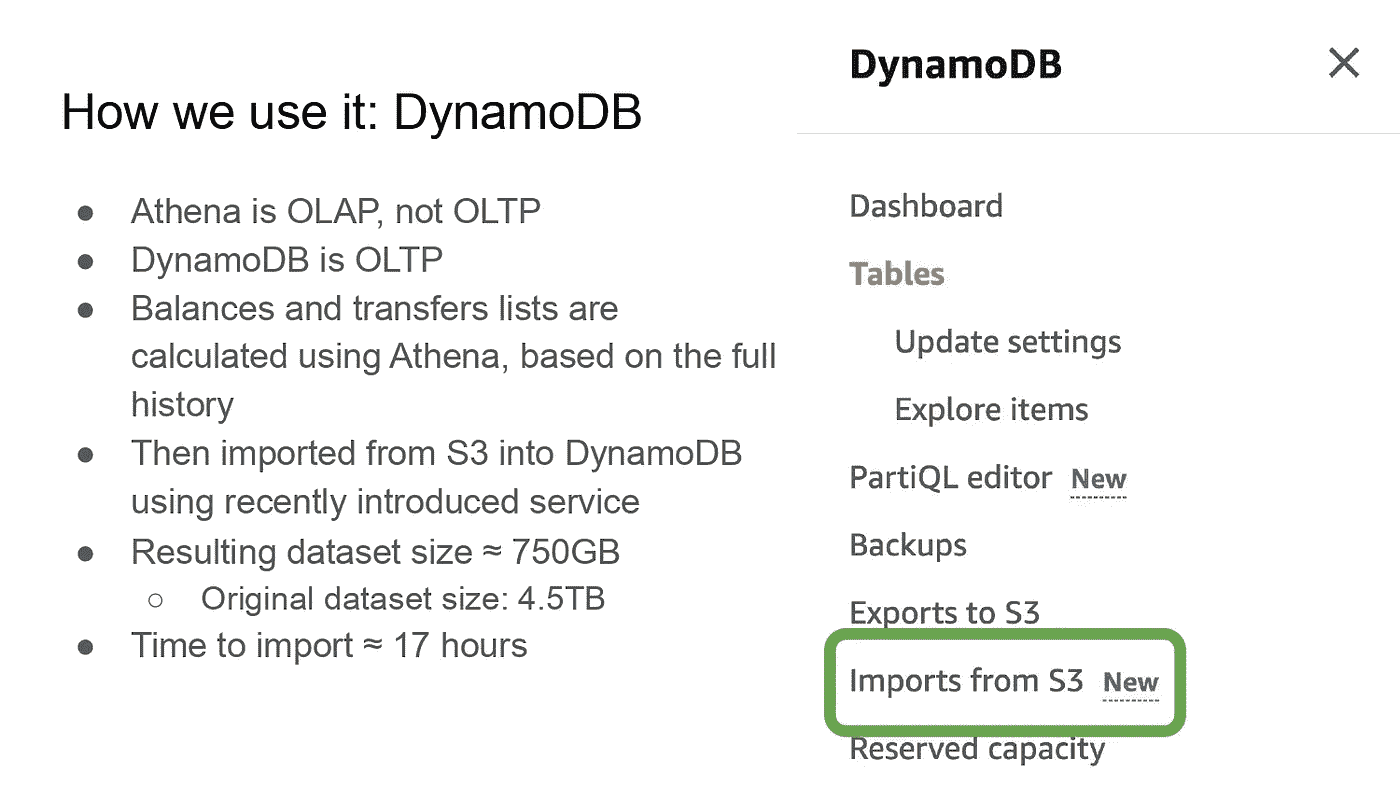 How we use it: DynamoDB
● Athena is OLAP, not OLTP
● DynamoDB is OLTP
● Balances and transfers lists are
calculated using Athena, based on the full
history
● Then imported from S3 into DynamoDB
using recently introduced service
● Resulting dataset size ≈ 750GB
○ Original dataset size: 4.5TB
● Time to import ≈ 17 hours
DynamoDB
Dashboard
Tables
Update settings
Explore items
PartiQL editor New
Backups
Exports to S3
Imports from S3 New
Reserved capacity